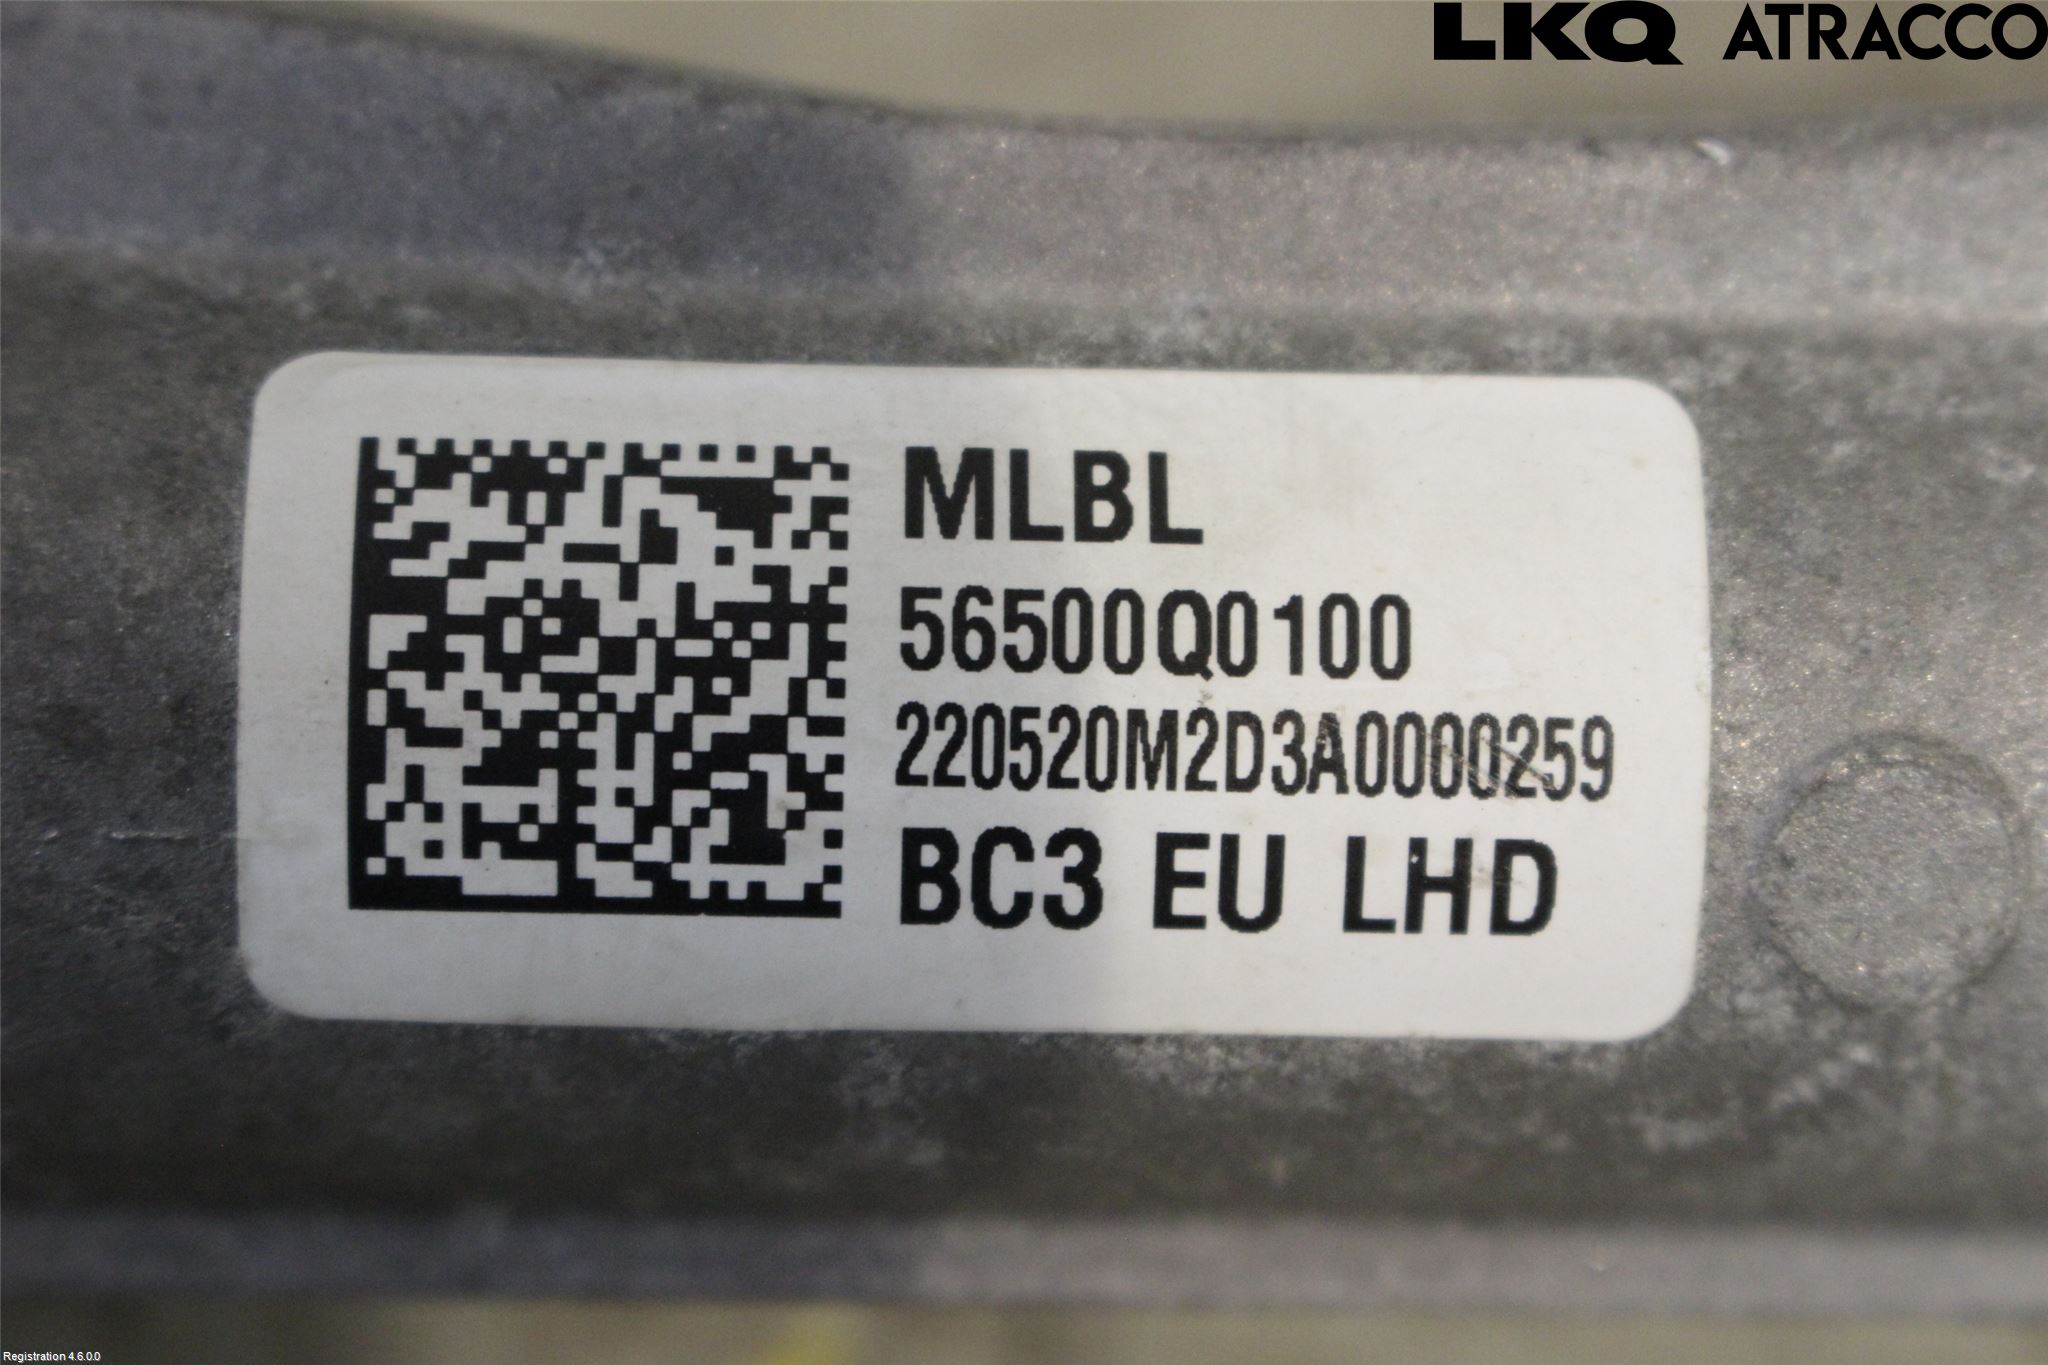 LKQ ATRACCO
MLBL
56500Q0100
220520M2D3A0000259
BC3 EU LHD
Registration 4.6.0.0